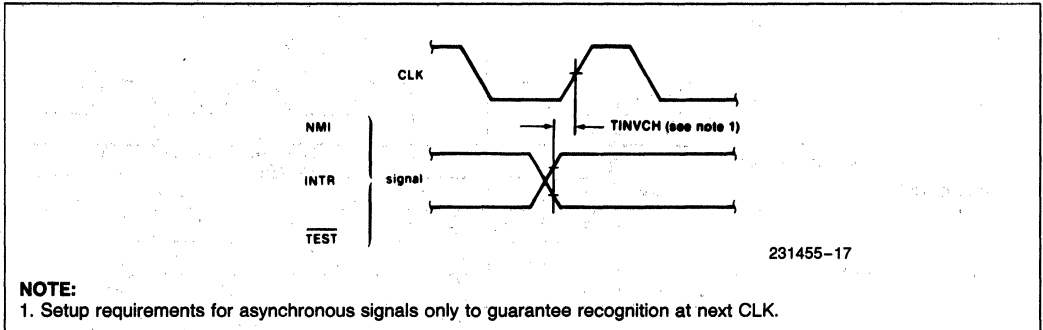 CLK
NMI
TINVCH (see note 1)
INTR
signal
TEST
231455-17
NOTE:
1. Setup requirements for asynchronous signals only to guarantee recognition at next CLK.